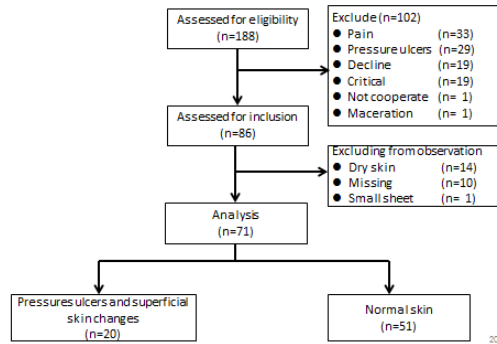 Assessed for eligibility
(n=188)
Exclude (n=102)
● Pain (n=33)
● Pressure ulcers (n=29)
● Decline (n=19)
● Critical (n=19)
● Not cooperate (n= 1)
● Maceration (n= 1)
Assessed for inclusion
(n=86)
Excluding from observation
● Dry skin (n=14)
● Missing (n=10)
● Small sheet (n= 1)
Analysis
(n=71)
Pressures ulcers and superficial
skin changes
(n=20)
Normal skin
(n=51)
20